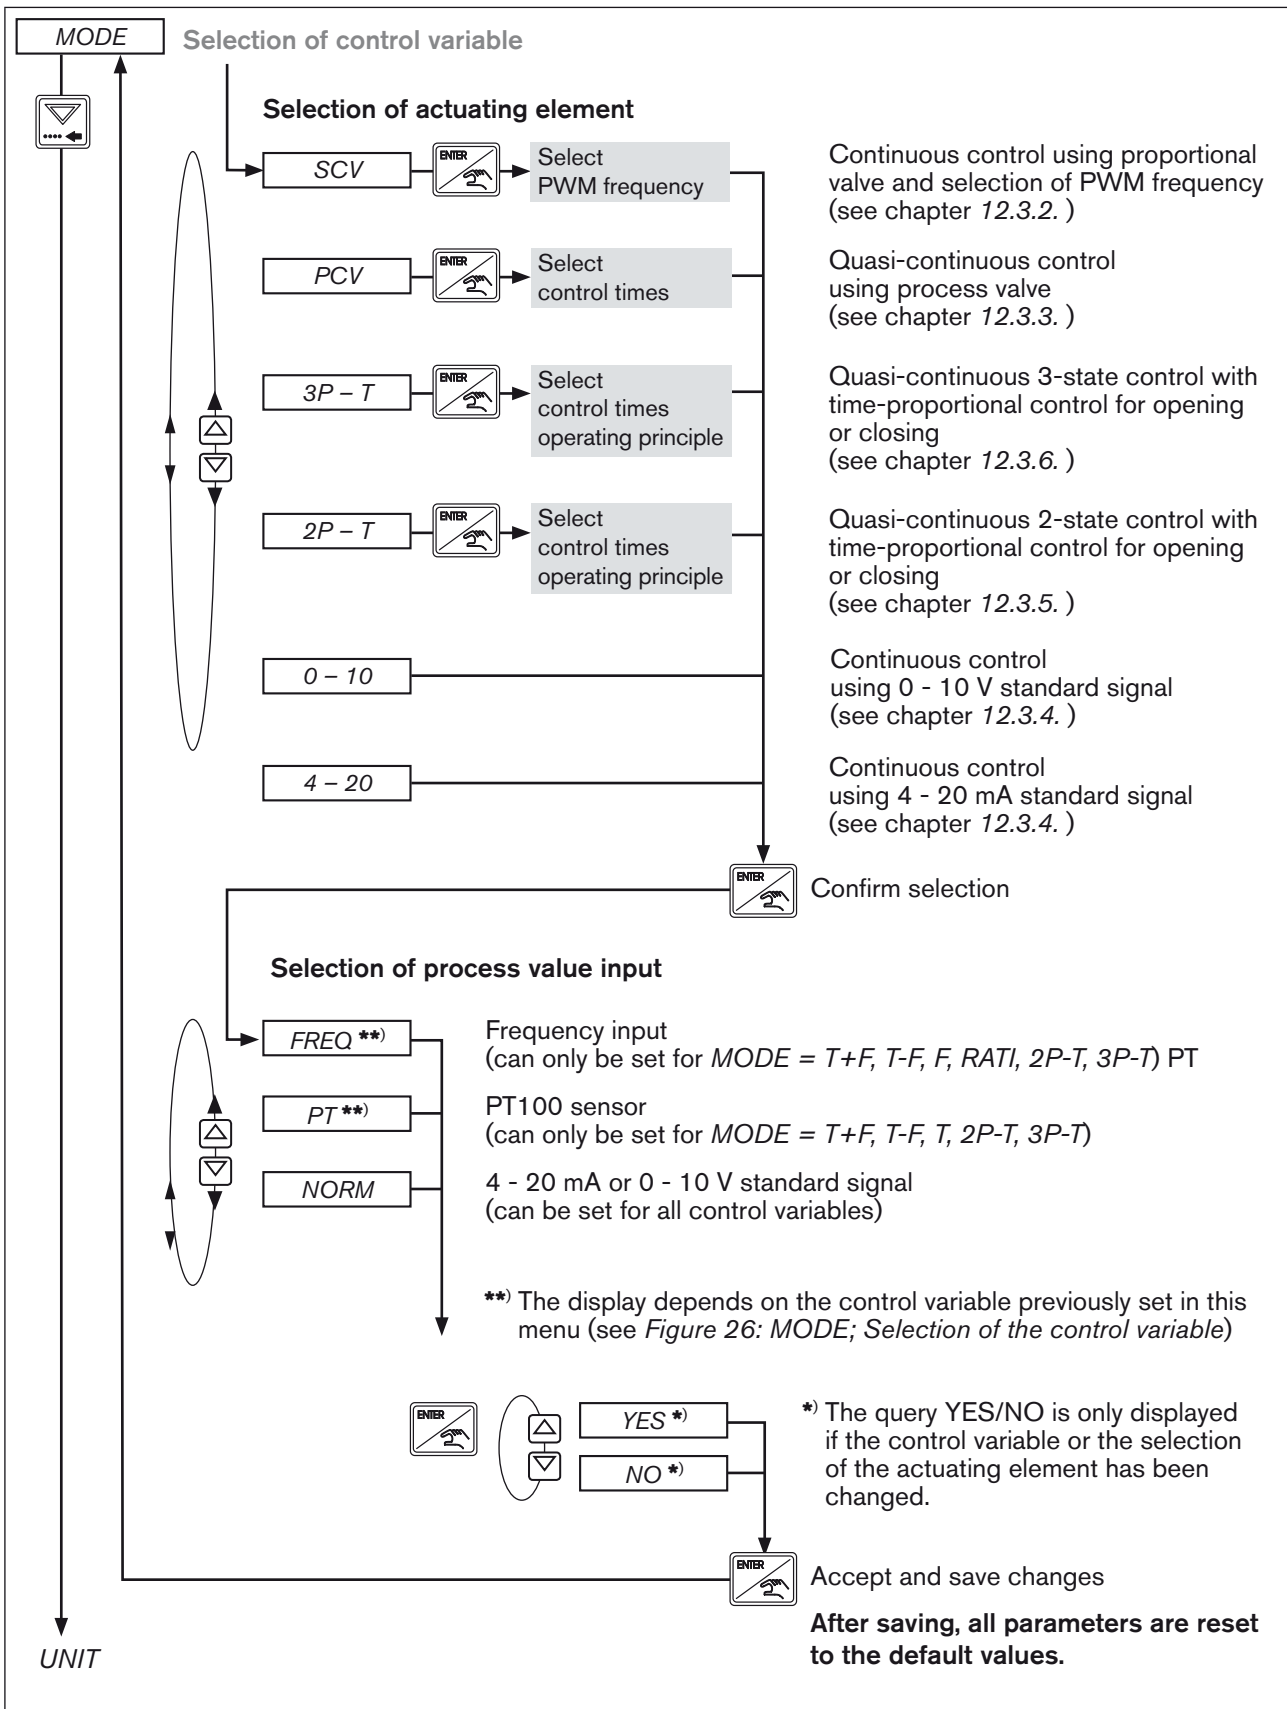 MODE
Selection of control variable
Selection of actuating element
SCV
ENTER
Select
PWM frequency
Continuous control using proportional
valve and selection of PWM frequency
(see chapter 12.3.2. )
PCV
ENTER
Select
control times
Quasi-continuous control
using process valve
(see chapter 12.3.3. )
3P – T
ENTER
Select
control times
operating principle
Quasi-continuous 3-state control with
time-proportional control for opening
or closing
(see chapter 12.3.6. )
2P – T
ENTER
Select
control times
operating principle
Quasi-continuous 2-state control with
time-proportional control for opening
or closing
(see chapter 12.3.5. )
0 – 10
Continuous control
using 0 - 10 V standard signal
(see chapter 12.3.4. )
4 – 20
Continuous control
using 4 - 20 mA standard signal
(see chapter 12.3.4. )
ENTER
Confirm selection
Selection of process value input
FREQ **)
Frequency input
(can only be set for MODE = T+F, T-F, F, RATI, 2P-T, 3P-T) PT
PT **)
PT100 sensor
(can only be set for MODE = T+F, T-F, T, 2P-T, 3P-T)
NORM
4 - 20 mA or 0 - 10 V standard signal
(can be set for all control variables)
**) The display depends on the control variable previously set in this
menu (see Figure 26: MODE; Selection of the control variable)
ENTER
YES *)
NO *)
*) The query YES/NO is only displayed
if the control variable or the selection
of the actuating element has been
changed.
ENTER
Accept and save changes
After saving, all parameters are reset
to the default values.
UNIT